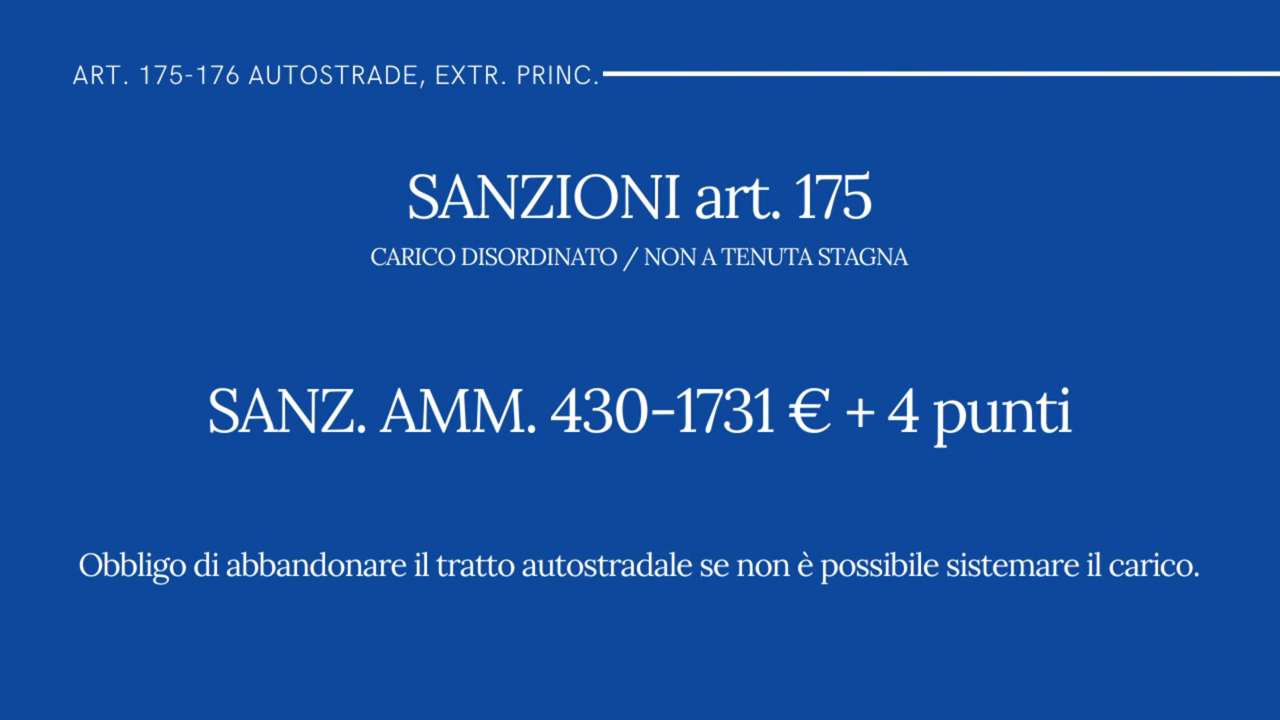 ART. 175-176 AUTOSTRADE, EXTR. PRINC.
SANZIONI art. 175
CARICO DISORDINATO / NON A TENUTA STAGNA
SANZ. AMM. 430-1731 € + 4 punti
Obbligo di abbandonare il tratto autostradale se non è possibile sistemare il carico.